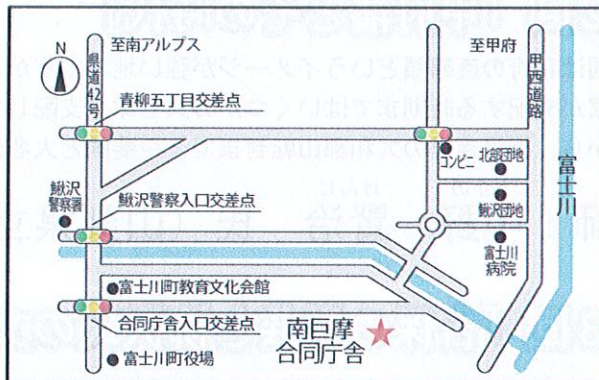 N
至南アルプス
県道42号
青柳五丁目交差点
至甲府
甲西道路
コンビニ
北部団地
鰍沢団地
富士川病院
富士川
鰍沢警察署
鰍沢警察入口交差点
富士川町教育文化会館
合同庁舎入口交差点
富士川町役場
南巨摩
合同庁舎